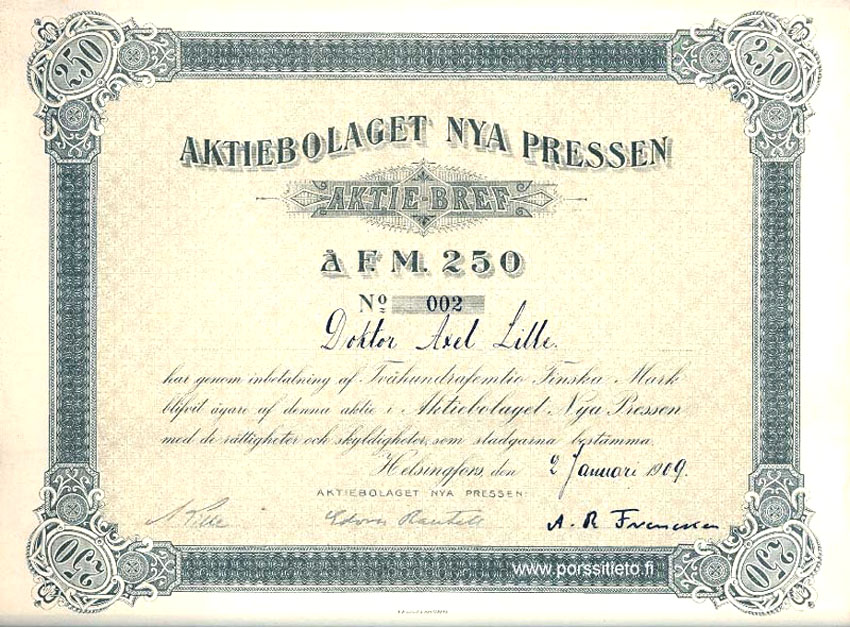 250 250
AKTIEBOLAGET NYA PRESSEN
AKTIE-BREF
Å F. M. 250
No 002
Doktor Axel Lille.
har genom inbetalning af Tvåhundrafemtio Finska Mark
blifvit ägare af denna aktie i Aktiebolaget Nya Pressen
med de rättigheter och skyldigheter, som stadgarna bestämma.
Helsingfors, den 2 Januari 1909.
AKTIEBOLAGET NYA PRESSEN:
A. R. Frencken
250 250
www.porssitieto.fi